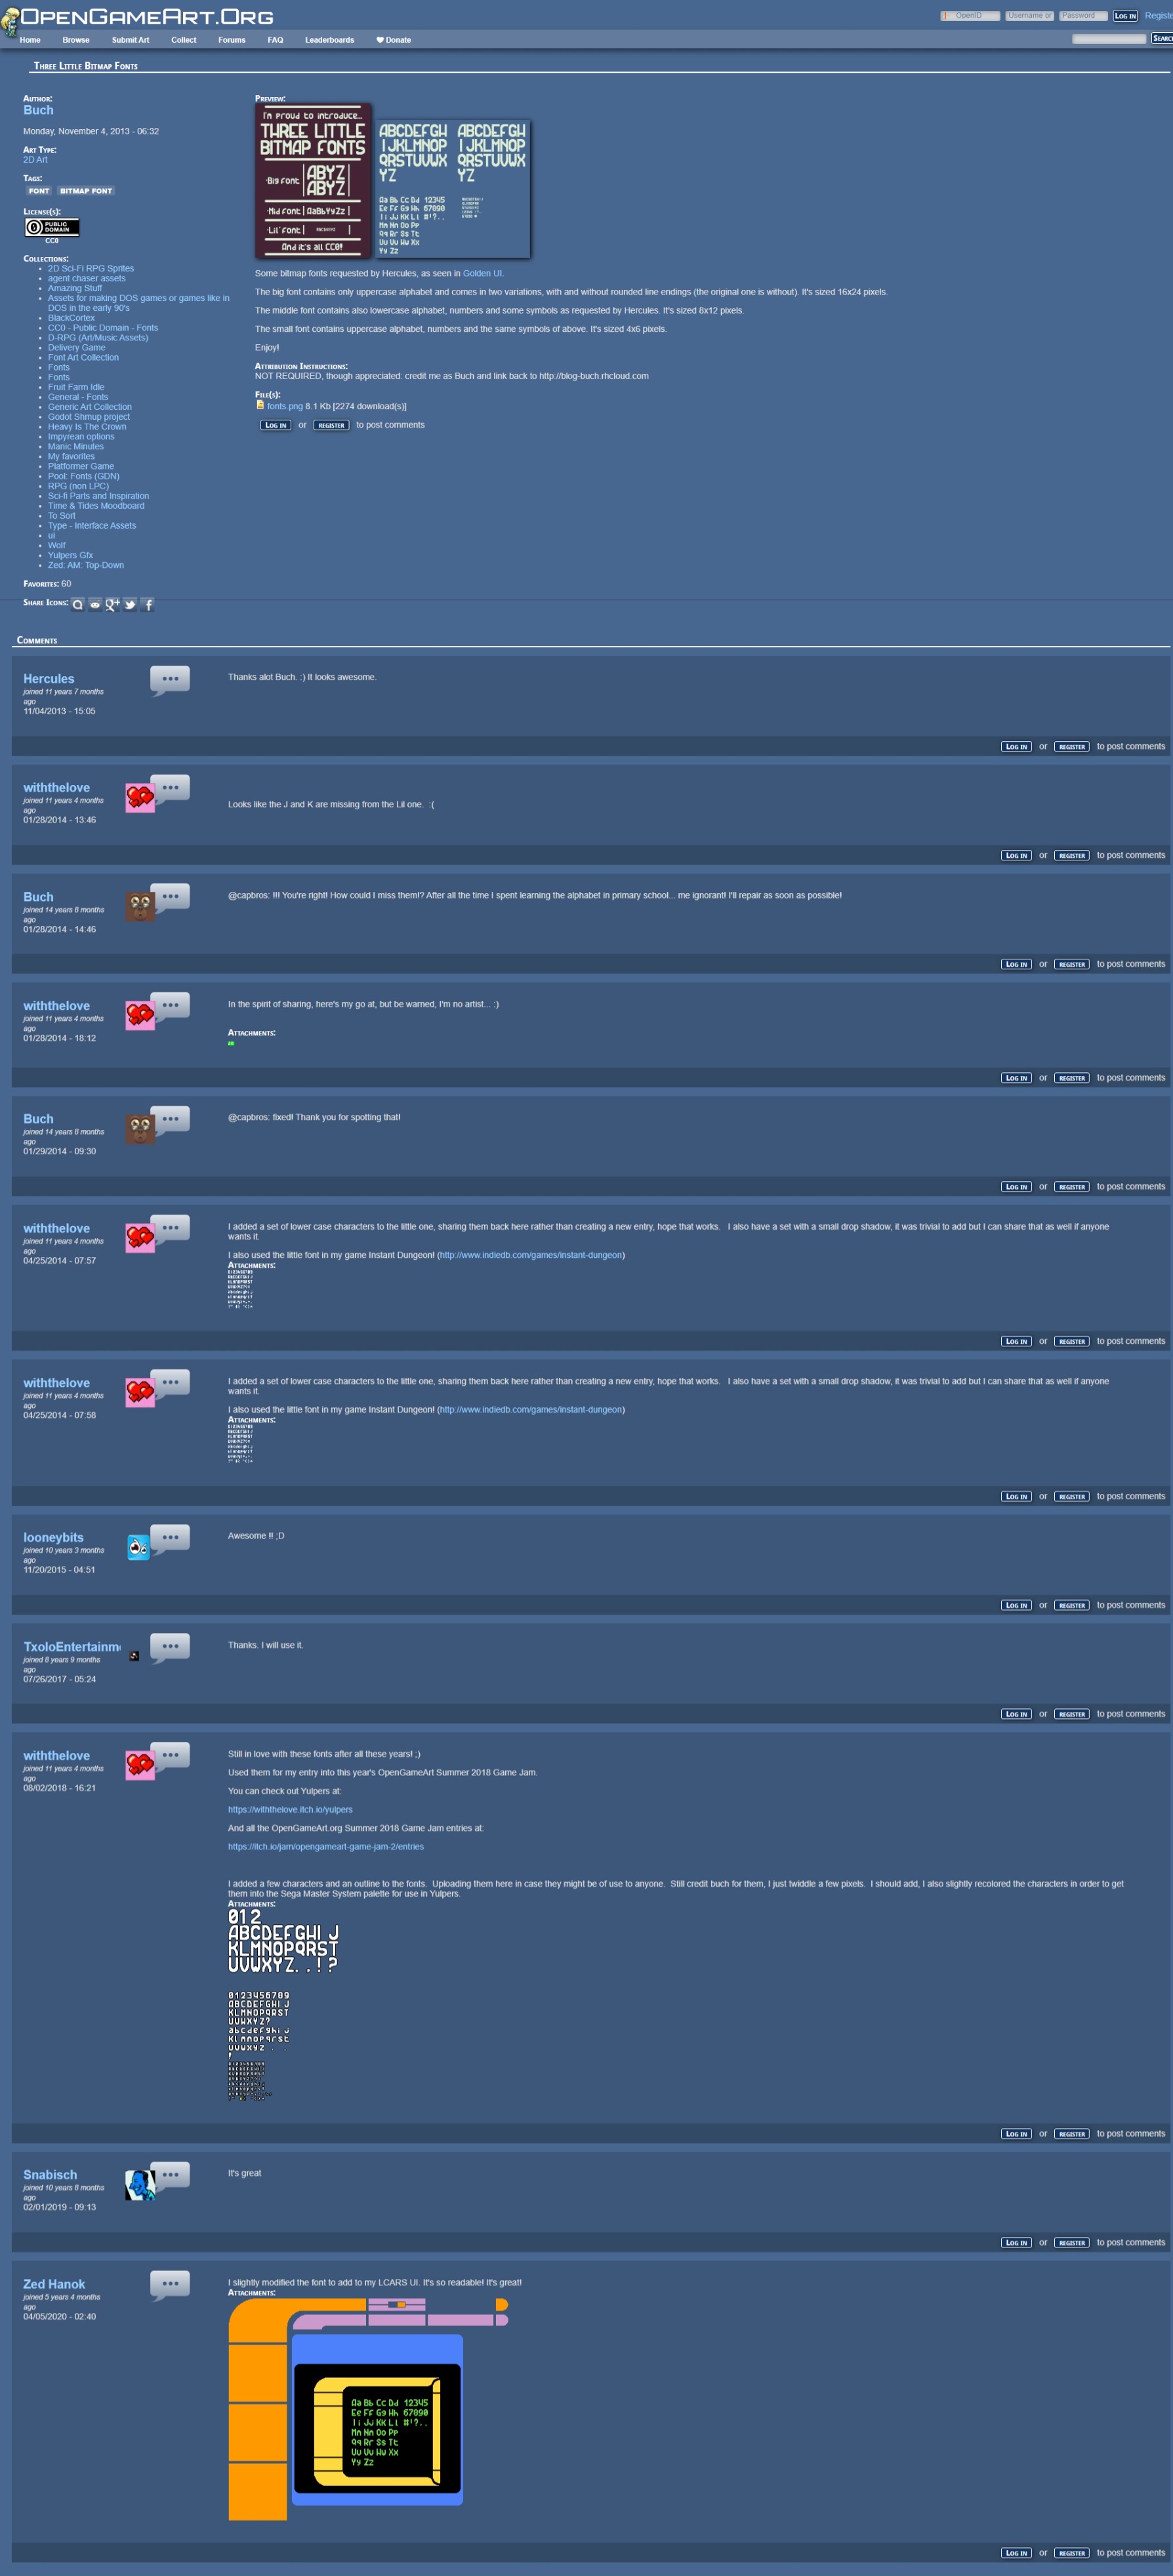 OpenGameArt.Org
OpenID Username or Password Log in Registe
Home Browse Submit Art Collect Forums FAQ Leaderboards ❤ Donate
Searc
Three Little Bitmap Fonts
Author:
Buch
Monday, November 4, 2013 - 06:32
Art Type:
2D Art
Tags:
FONT BITMAP FONT
License(s):
PUBLIC DOMAIN
CC0
Collections:
2D Sci-Fi RPG Sprites
agent chaser assets
Amazing Stuff
Assets for making DOS games or games like in
DOS in the early 90's
BlackCortex
CC0 - Public Domain - Fonts
D-RPG (Art/Music Assets)
Delivery Game
Font Art Collection
Fonts
Fonts
Fruit Farm Idle
General - Fonts
Generic Art Collection
Godot Shmup project
Heavy Is The Crown
Impyrean options
Manic Minutes
My favorites
Platformer Game
Pool: Fonts (GDN)
RPG (non LPC)
Sci-fi Parts and Inspiration
Time & Tides Moodboard
To Sort
Type - Interface Assets
ui
Wolf
Yulpers Gfx
Zed: AM: Top-Down
Favorites: 60
Share Icons:
Preview:
I'm proud to introduce...
THREE LITTLE
BITMAP FONTS
Big font ABYZ
ABYZ
Mid font AaBbYyZz
Lil' font
And it's all CC0!
ABCDEFGH ABCDEFGH
IJKLMNOP IJKLMNOP
QRSTUVWX QRSTUVWX
YZ YZ
Aa Bb Cc Dd 12345
Ee Ff Gg Hh 67890
Ii Jj Kk Ll #!?..
Mm Nn Oo Pp
Qq Rr Ss Tt
Uu Vv Ww Xx
Yy Zz
Some bitmap fonts requested by Hercules, as seen in Golden UI.
The big font contains only uppercase alphabet and comes in two variations, with and without rounded line endings (the original one is without). It's sized 16x24 pixels.
The middle font contains also lowercase alphabet, numbers and some symbols as requested by Hercules. It's sized 8x12 pixels.
The small font contains uppercase alphabet, numbers and the same symbols of above. It's sized 4x6 pixels.
Enjoy!
Attribution Instructions:
NOT REQUIRED, though appreciated: credit me as Buch and link back to http://blog-buch.rhcloud.com
File(s):
fonts.png 8.1 Kb [2274 download(s)]
Log in or register to post comments
Comments
Hercules
joined 11 years 7 months
ago
11/04/2013 - 15:05
Thanks alot Buch. :) It looks awesome.
Log in or register to post comments
withthelove
joined 11 years 4 months
ago
01/28/2014 - 13:46
Looks like the J and K are missing from the Lil one. :(
Log in or register to post comments
Buch
joined 14 years 8 months
ago
01/28/2014 - 14:46
@capbros: !!! You're right! How could I miss them!? After all the time I spent learning the alphabet in primary school... me ignorant! I'll repair as soon as possible!
Log in or register to post comments
withthelove
joined 11 years 4 months
ago
01/28/2014 - 18:12
In the spirit of sharing, here's my go at, but be warned, I'm no artist... :)
Attachments:
Log in or register to post comments
Buch
joined 14 years 8 months
ago
01/29/2014 - 09:30
@capbros: fixed! Thank you for spotting that!
Log in or register to post comments
withthelove
joined 11 years 4 months
ago
04/25/2014 - 07:57
I added a set of lower case characters to the little one, sharing them back here rather than creating a new entry, hope that works. I also have a set with a small drop shadow, it was trivial to add but I can share that as well if anyone
wants it.
I also used the little font in my game Instant Dungeon! (http://www.indiedb.com/games/instant-dungeon)
Attachments:
Log in or register to post comments
withthelove
joined 11 years 4 months
ago
04/25/2014 - 07:58
I added a set of lower case characters to the little one, sharing them back here rather than creating a new entry, hope that works. I also have a set with a small drop shadow, it was trivial to add but I can share that as well if anyone
wants it.
I also used the little font in my game Instant Dungeon! (http://www.indiedb.com/games/instant-dungeon)
Attachments:
Log in or register to post comments
looneybits
joined 10 years 3 months
ago
11/20/2015 - 04:51
Awesome !! ;D
Log in or register to post comments
TxoloEntertainm
joined 8 years 9 months
ago
07/26/2017 - 05:24
Thanks. I will use it.
Log in or register to post comments
withthelove
joined 11 years 4 months
ago
08/02/2018 - 16:21
Still in love with these fonts after all these years! ;)
Used them for my entry into this year's OpenGameArt Summer 2018 Game Jam.
You can check out Yulpers at:
https://withthelove.itch.io/yulpers
And all the OpenGameArt.org Summer 2018 Game Jam entries at:
https://itch.io/jam/opengameart-game-jam-2/entries
I added a few characters and an outline to the fonts. Uploading them here in case they might be of use to anyone. Still credit buch for them, I just twiddle a few pixels. I should add, I also slightly recolored the characters in order to get
them into the Sega Master System palette for use in Yulpers.
Attachments:
012
ABCDEFGHIJ
KLMNOPQRST
UVWXYZ..!?
0123456789
ABCDEFGHIJ
KLMNOPQRST
UVWXYZ?
abcdefghij
klmnopqrst
uvwxyz . .
Log in or register to post comments
Snabisch
joined 10 years 8 months
ago
02/01/2019 - 09:13
It's great
Log in or register to post comments
Zed Hanok
joined 5 years 4 months
ago
04/05/2020 - 02:40
I slightly modified the font to add to my LCARS UI. It's so readable! It's great!
Attachments:
Aa Bb Cc Dd 12345
Ee Ff Gg Hh 67890
Ii Jj Kk Ll #!?..
Mm Nn Oo Pp
Qq Rr Ss Tt
Uu Vv Ww Xx
Yy Zz
Log in or register to post comments